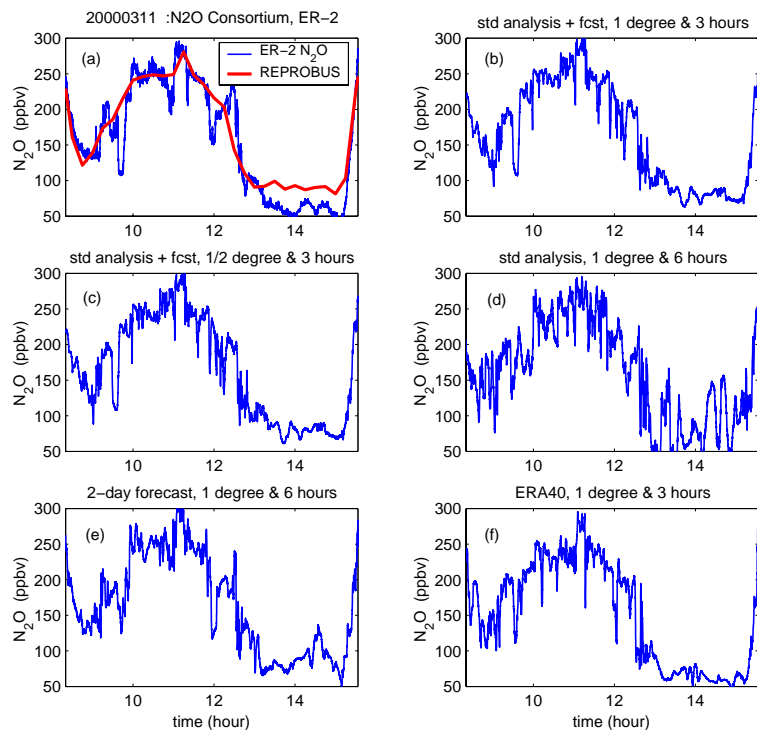 20000311 :N2O Consortium, ER−2
std analysis + fcst, 1 degree & 3 hours
300
250
200
150
100
50
N₂O (ppbv)
(a)
ER−2 N₂O
REPROBUS
10
12
14
300
250
200
150
100
50
N₂O (ppbv)
(b)
10
12
14
std analysis + fcst, 1/2 degree & 3 hours
std analysis, 1 degree & 6 hours
300
250
200
150
100
50
N₂O (ppbv)
(c)
10
12
14
300
250
200
150
100
50
N₂O (ppbv)
(d)
10
12
14
2−day forecast, 1 degree & 6 hours
ERA40, 1 degree & 3 hours
300
250
200
150
100
50
N₂O (ppbv)
(e)
10
12
14
time (hour)
300
250
200
150
100
50
N₂O (ppbv)
(f)
10
12
14
time (hour)